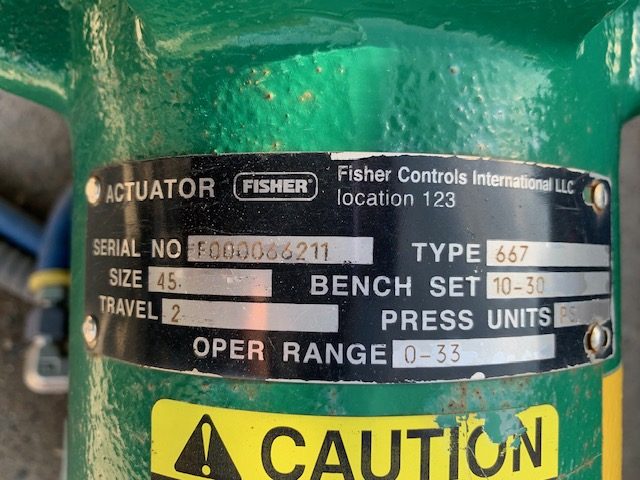 ACTUATOR FISHER Fisher Controls International LLC
location 123
SERIAL NO F000066211 TYPE 667
SIZE 45 BENCH SET 10-30
TRAVEL 2 PRESS UNITS PS
OPER RANGE 0-33
CAUTION